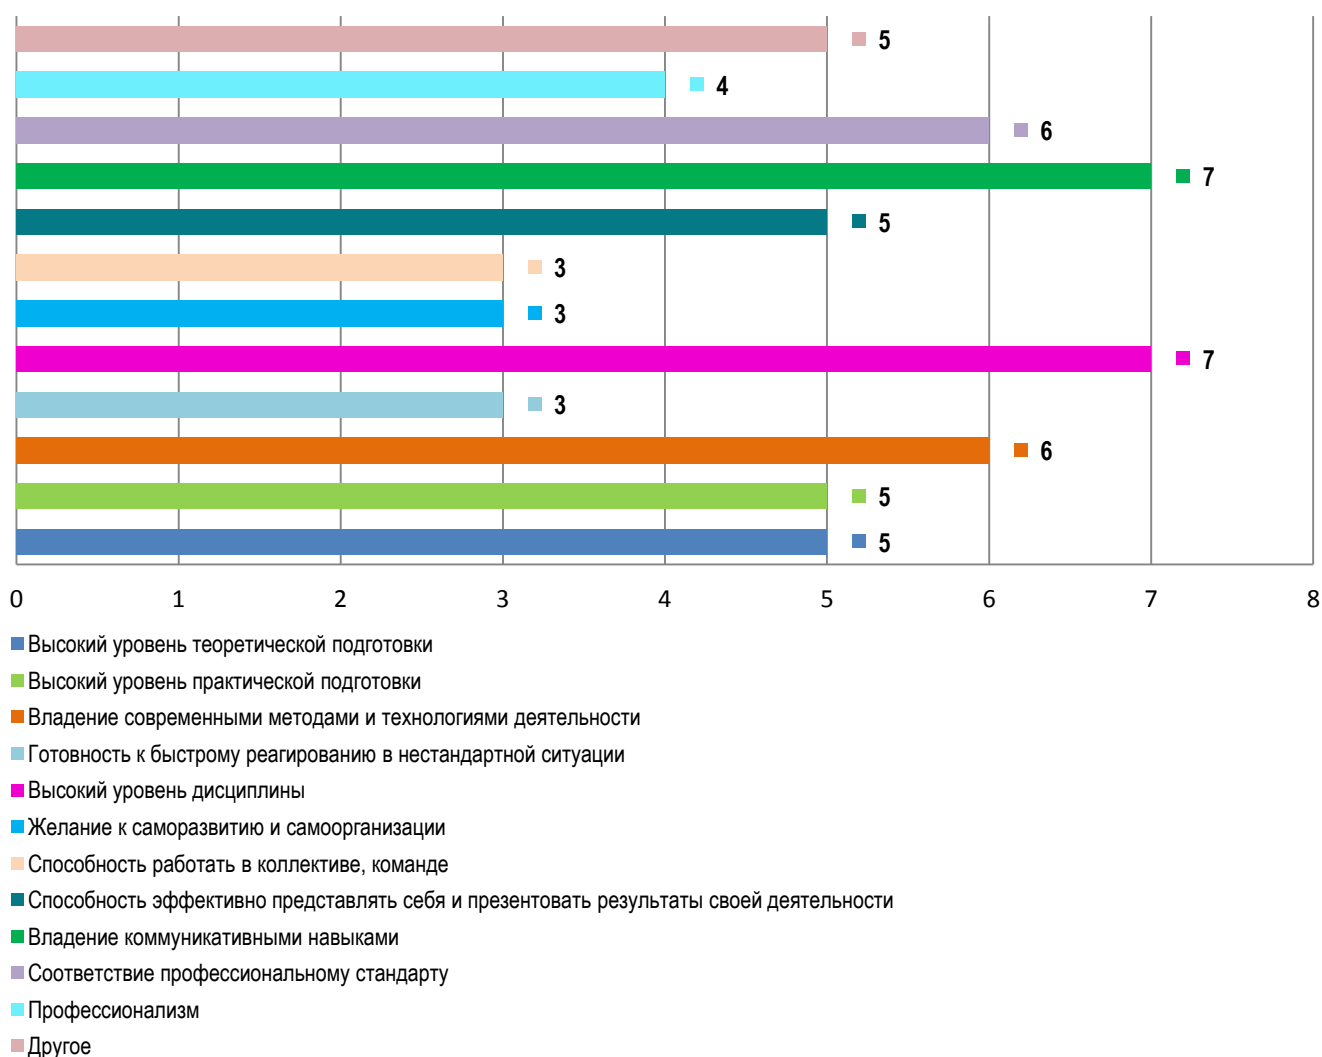 5
4
6
7
5
3
3
7
3
6
5
5
0 1 2 3 4 5 6 7 8
Высокий уровень теоретической подготовки
Высокий уровень практической подготовки
Владение современными методами и технологиями деятельности
Готовность к быстрому реагированию в нестандартной ситуации
Высокий уровень дисциплины
Желание к саморазвитию и самоорганизации
Способность работать в коллективе, команде
Способность эффективно представлять себя и презентовать результаты своей деятельности
Владение коммуникативными навыками
Соответствие профессиональному стандарту
Профессионализм
Другое